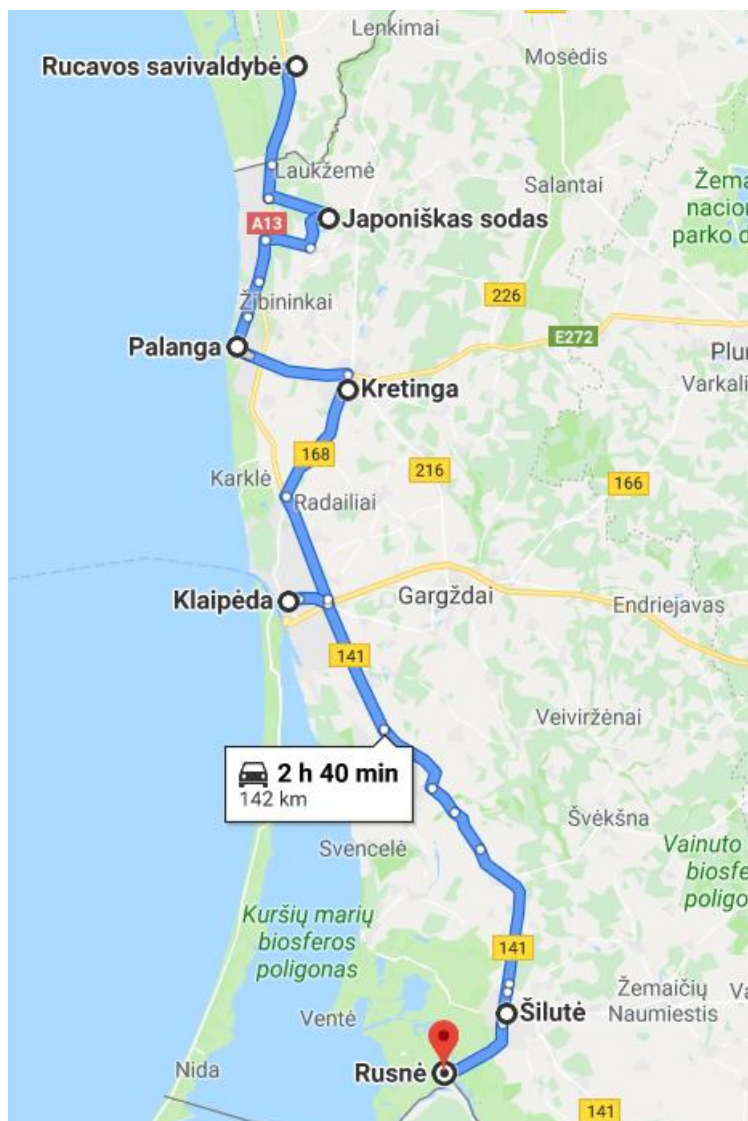 Lenkimai
Rucavos savivaldybė
Mosėdis
Laukžemė
Salantai
Žema
nacion
parko d
A13
Japoniškas sodas
226
Žibininkai
E272
Palanga
Plun
Varkali
Kretinga
168
216
166
Karklė
Radailiai
Klaipėda
Gargždai
Endriejavas
141
Veiviržėnai
2 h 40 min
142 km
Švėkšna
Svencelė
Vainuto
biosfe
poligo
Kuršių marių
biosferos
poligonas
141
Žemaičių
Naumiestis
Va
Ventė
Šilutė
Nida
Rusnė
141